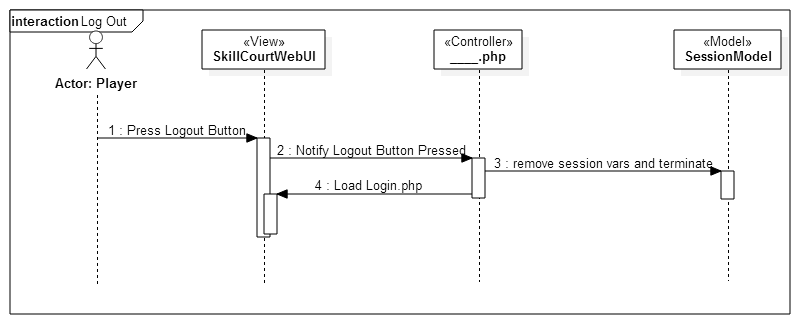 interaction Log Out
«View»
SkillCourtWebUI
«Controller»
____.php
«Model»
SessionModel
Actor: Player
1 : Press Logout Button
2 : Notify Logout Button Pressed
3 : remove session vars and terminate
4 : Load Login.php